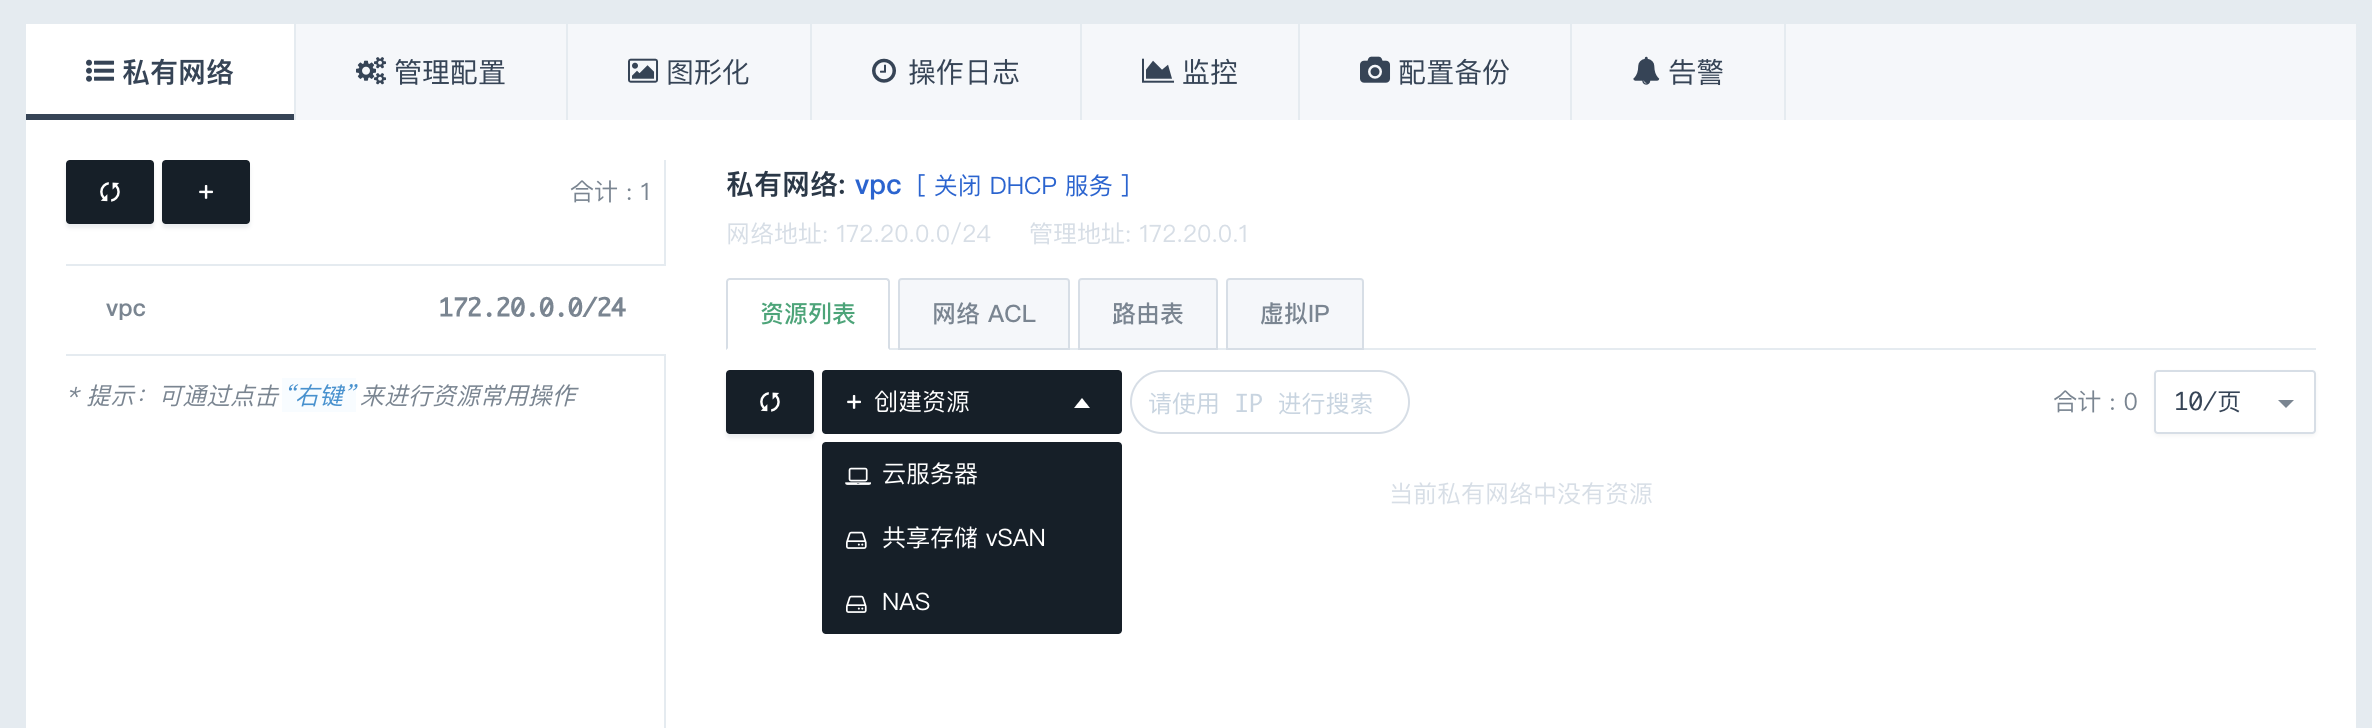 私有网络 管理配置 图形化 操作日志 监控 配置备份 告警
+ 合计 : 1
vpc 172.20.0.0/24
* 提示：可通过点击“右键”来进行资源常用操作
私有网络: vpc [ 关闭 DHCP 服务 ]
网络地址: 172.20.0.0/24 管理地址: 172.20.0.1
资源列表 网络 ACL 路由表 虚拟IP
+ 创建资源 请使用 IP 进行搜索 合计 : 0 10/页
云服务器
共享存储 vSAN
NAS
当前私有网络中没有资源